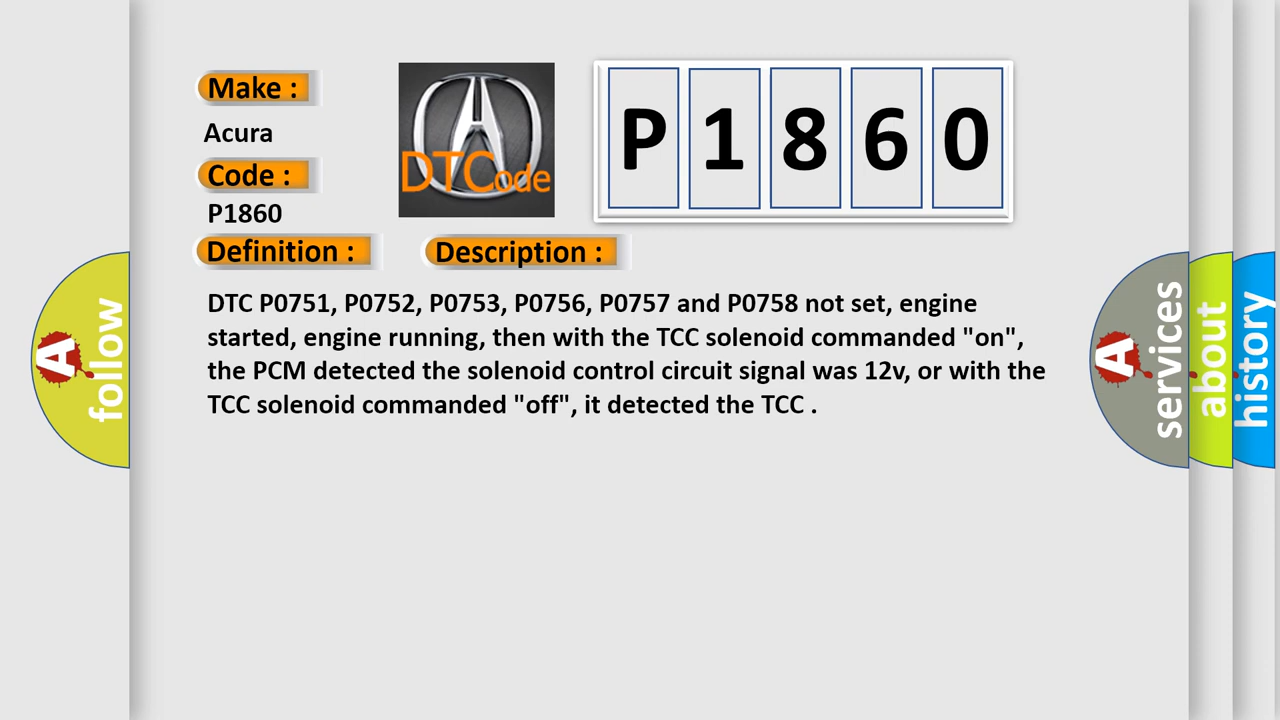 Make :
Acura
Code :
P1860
Definition :
Description :
DTCode
P 1 8 6 0
DTC P0751, P0752, P0753, P0756, P0757 and P0758 not set, engine
started, engine running, then with the TCC solenoid commanded "on",
the PCM detected the solenoid control circuit signal was 12v, or with the
TCC solenoid commanded "off", it detected the TCC .
A follow
A services
about
history